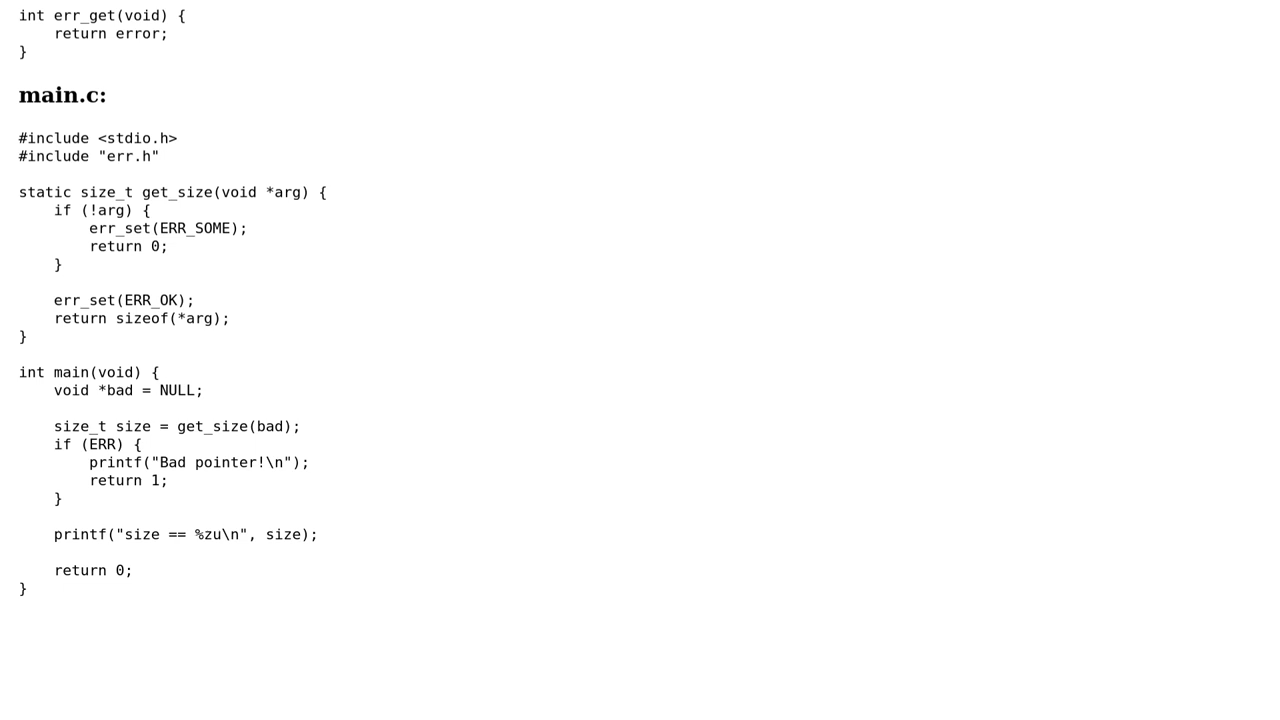 int err_get(void) {
    return error;
}
main.c:
#include <stdio.h>
#include "err.h"
static size_t get_size(void *arg) {
    if (!arg) {
        err_set(ERR_SOME);
        return 0;
    }
    err_set(ERR_OK);
    return sizeof(*arg);
}
int main(void) {
    void *bad = NULL;
    size_t size = get_size(bad);
    if (ERR) {
        printf("Bad pointer!\n");
        return 1;
    }
    printf("size == %zu\n", size);
    return 0;
}